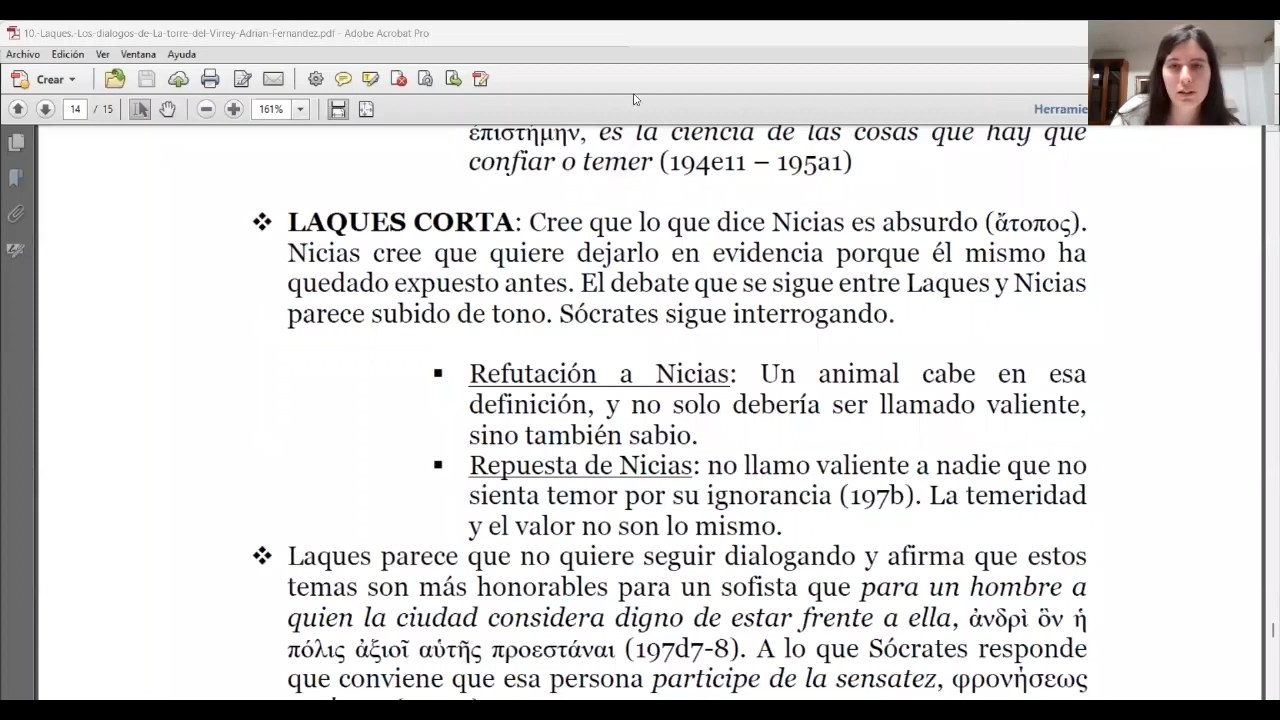 10.-Laques.-Los-dialogos-de-La-torre-del-Virrey-Adrian-Fernandez.pdf - Adobe Acrobat Pro
Archivo Edición Ver Ventana Ayuda
Crear
14 / 15 161% Herramie
ἐπιστήμην, es la ciencia de las cosas que hay que
confiar o temer (194e11 – 195a1)
❖ LAQUES CORTA: Cree que lo que dice Nicias es absurdo (ἄτοπος).
Nicias cree que quiere dejarlo en evidencia porque él mismo ha
quedado expuesto antes. El debate que se sigue entre Laques y Nicias
parece subido de tono. Sócrates sigue interrogando.
▪ Refutación a Nicias: Un animal cabe en esa
definición, y no solo debería ser llamado valiente,
sino también sabio.
▪ Repuesta de Nicias: no llamo valiente a nadie que no
sienta temor por su ignorancia (197b). La temeridad
y el valor no son lo mismo.
❖ Laques parece que no quiere seguir dialogando y afirma que estos
temas son más honorables para un sofista que para un hombre a
quien la ciudad considera digno de estar frente a ella, ἀνδρὶ ὃν ἡ
πόλις ἀξιοῖ αὑτῆς προεστάναι (197d7-8). A lo que Sócrates responde
que conviene que esa persona participe de la sensatez, φρονήσεως